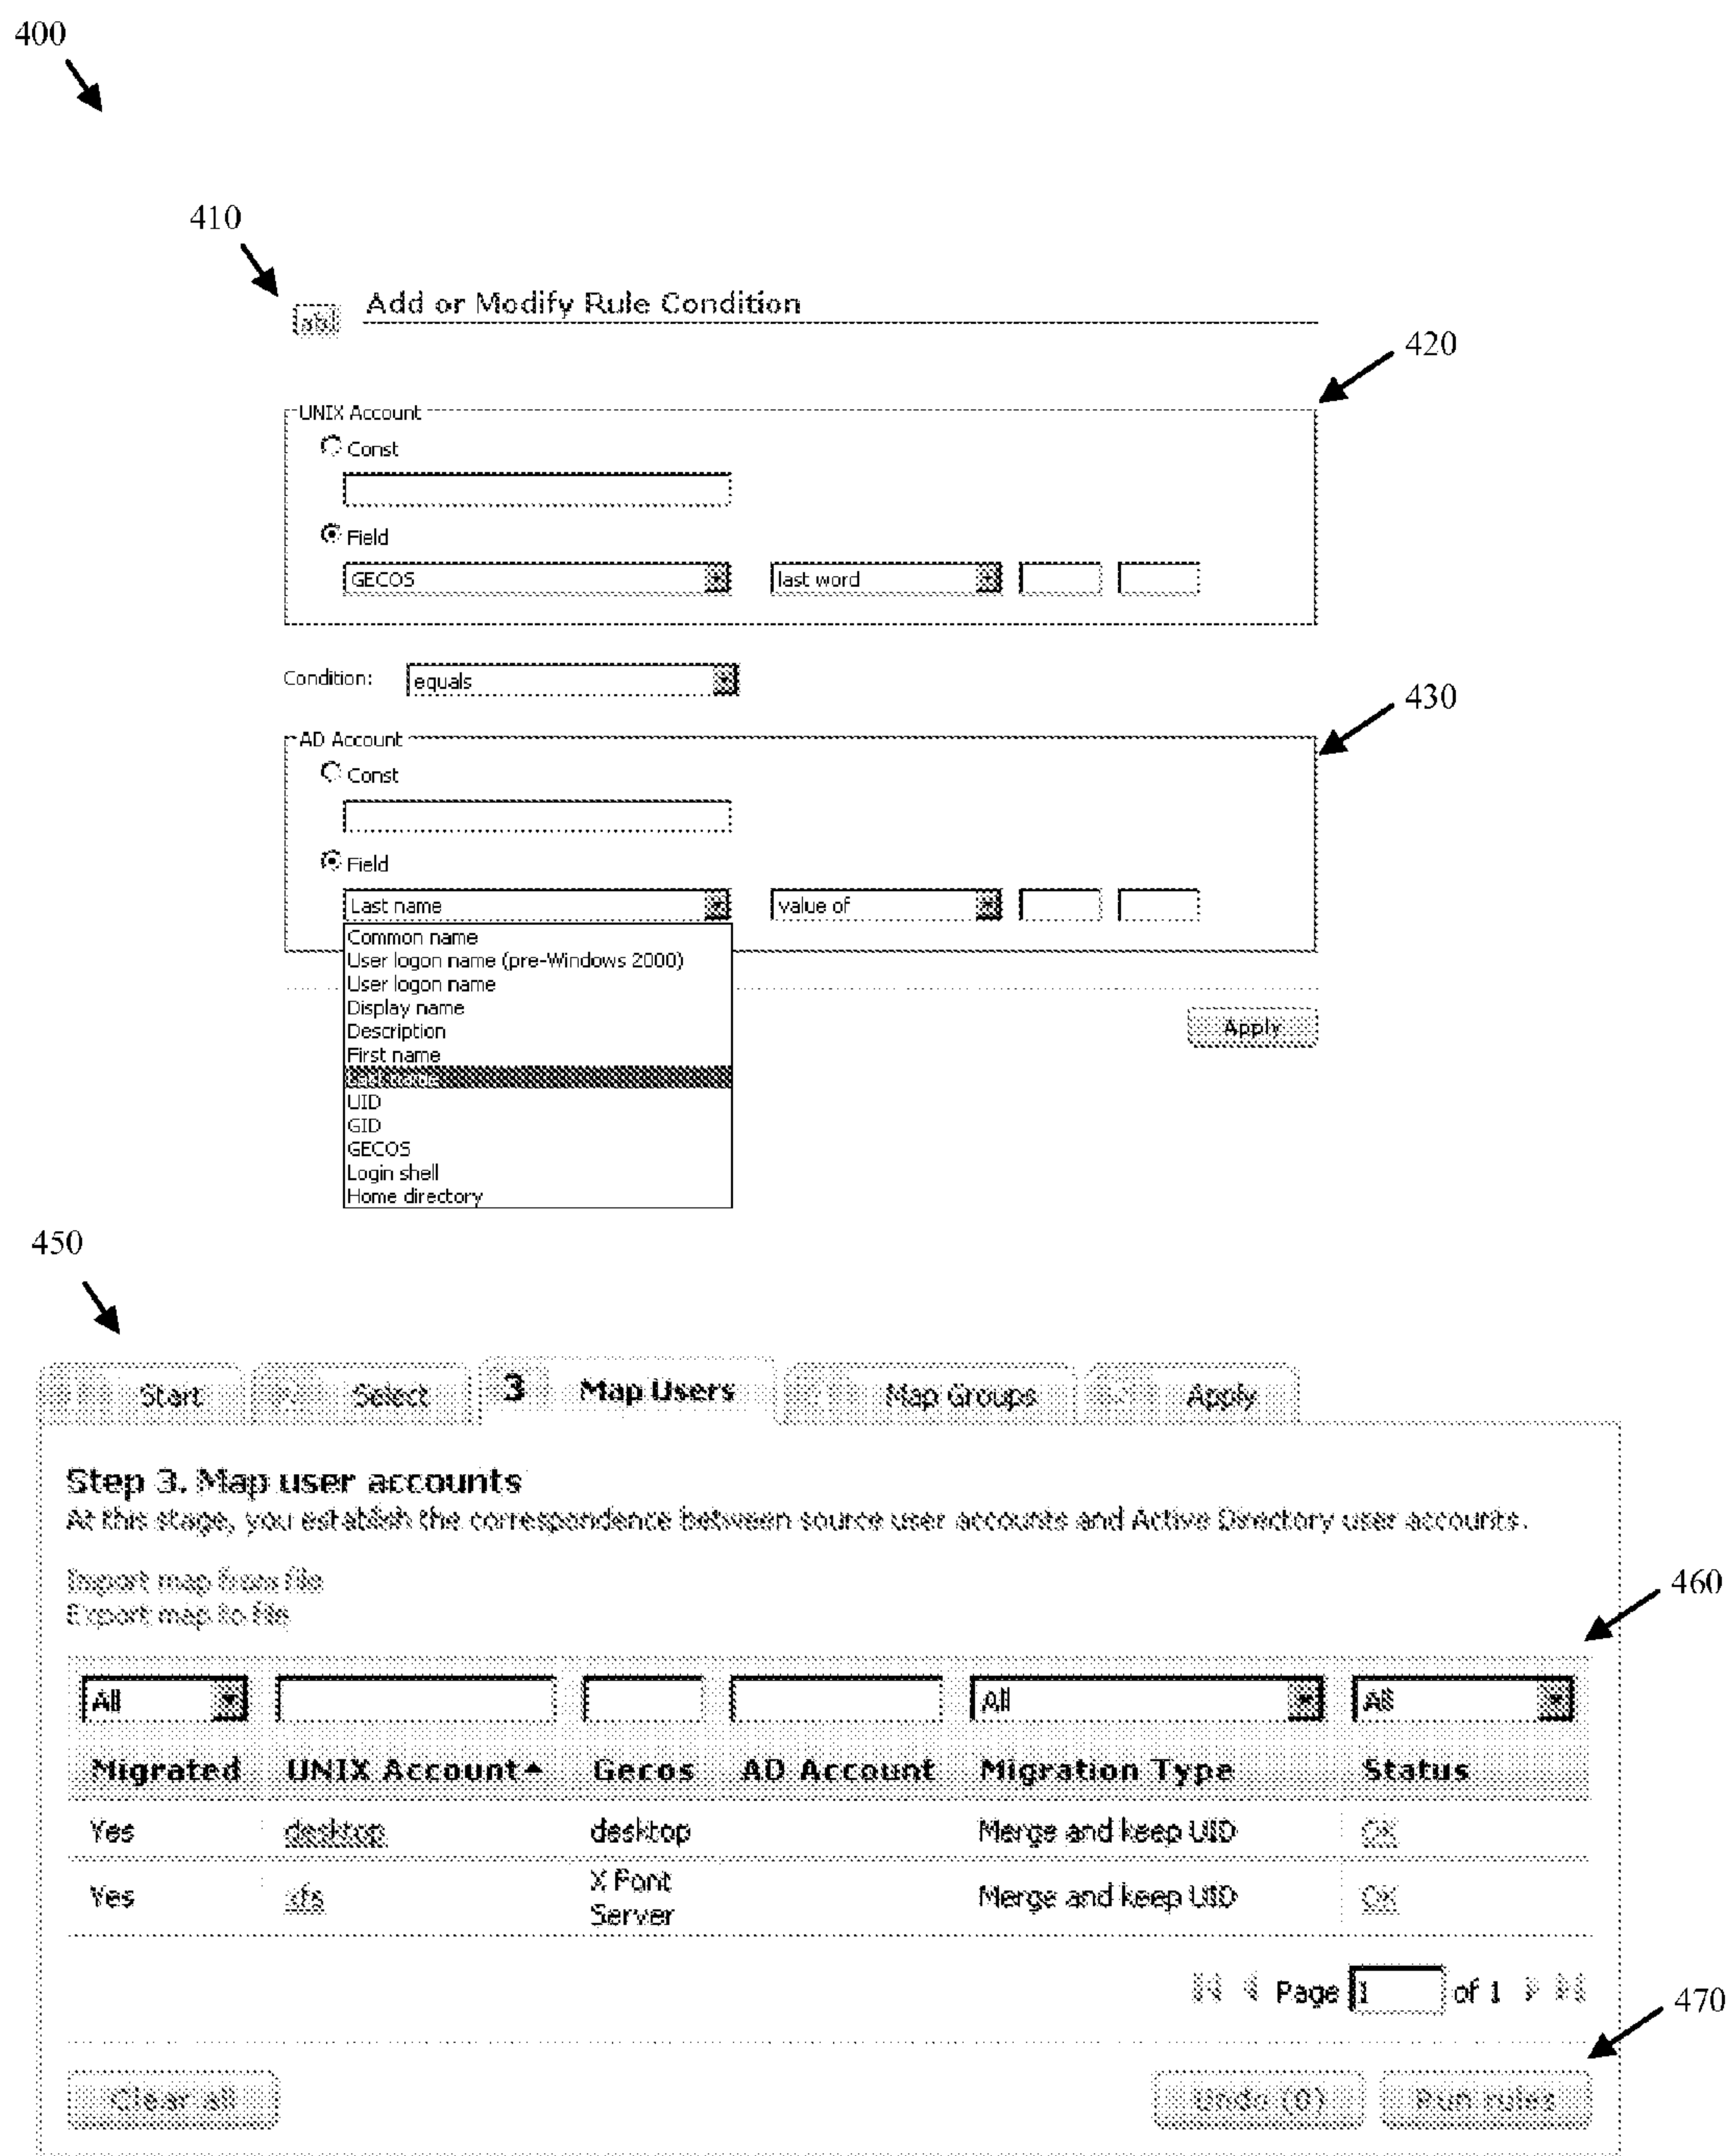 400
410
Add or Modify Rule Condition
420
UNIX Account
Const
Field
GECOS last word
Condition: equals
430
AD Account
Const
Field
Last name value of
Common name
User logon name (pre-Windows 2000)
User logon name
Display name
Description
Apply
First name
Last name
UID
GID
GECOS
Login shell
Home directory
450
Start Select 3 Map Users Map Groups Apply
Step 3. Map user accounts
At this stage, you establish the correspondence between source user accounts and Active Directory user accounts.
Import map from file
Export map to file
460
All All All
Migrated UNIX Account Gecos AD Account Migration Type Status
Yes desktop desktop Merge and keep UID OK
Yes xfs X Font Server Merge and keep UID OK
Page 1 of 1
470
Clear all Undo (0) Run rules